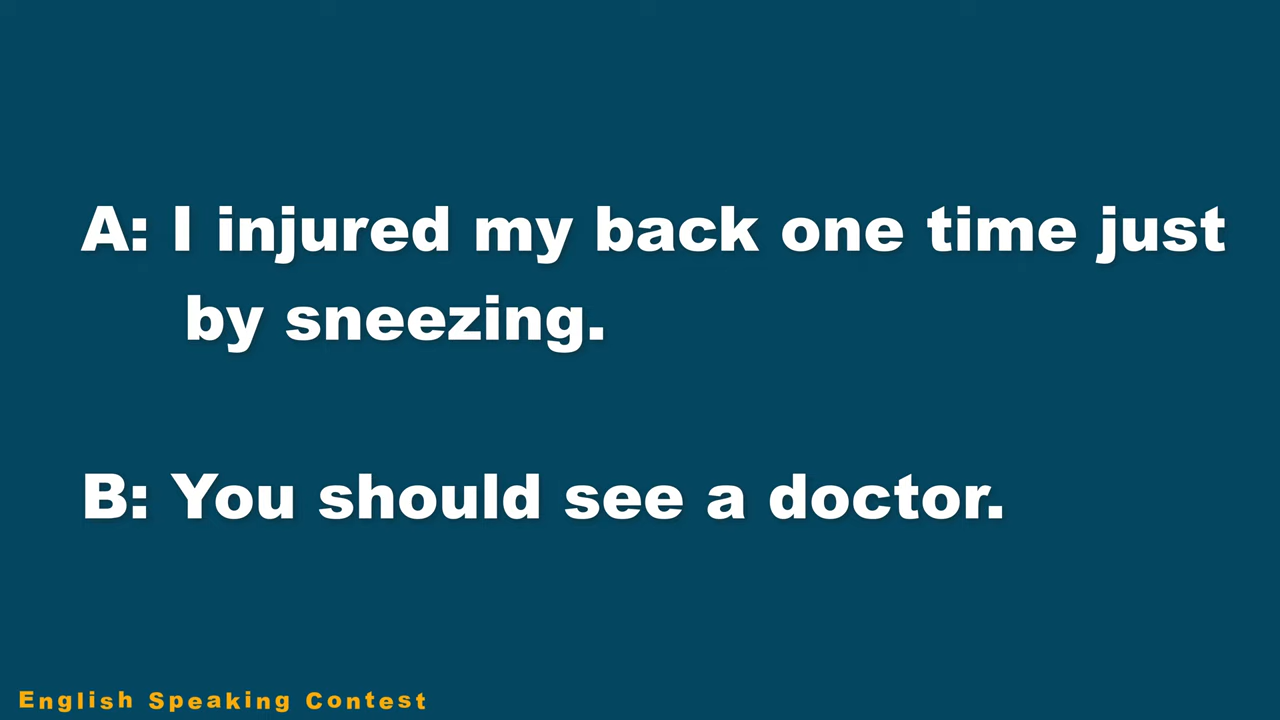 A: I injured my back one time just
by sneezing.
B: You should see a doctor.
English Speaking Contest